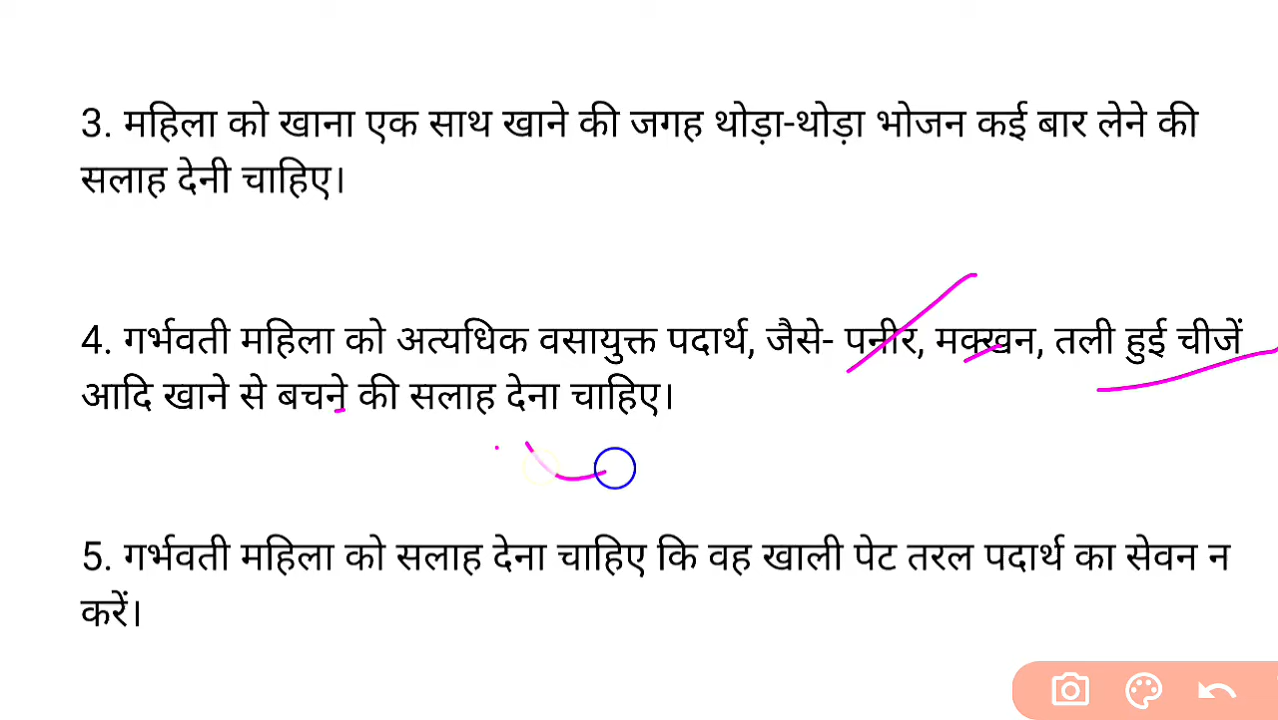 3. महिला को खाना एक साथ खाने की जगह थोड़ा-थोड़ा भोजन कई बार लेने की
सलाह देनी चाहिए।
4. गर्भवती महिला को अत्यधिक वसायुक्त पदार्थ, जैसे- पनीर, मक्खन, तली हुई चीजें
आदि खाने से बचने की सलाह देना चाहिए।
5. गर्भवती महिला को सलाह देना चाहिए कि वह खाली पेट तरल पदार्थ का सेवन न
करें।